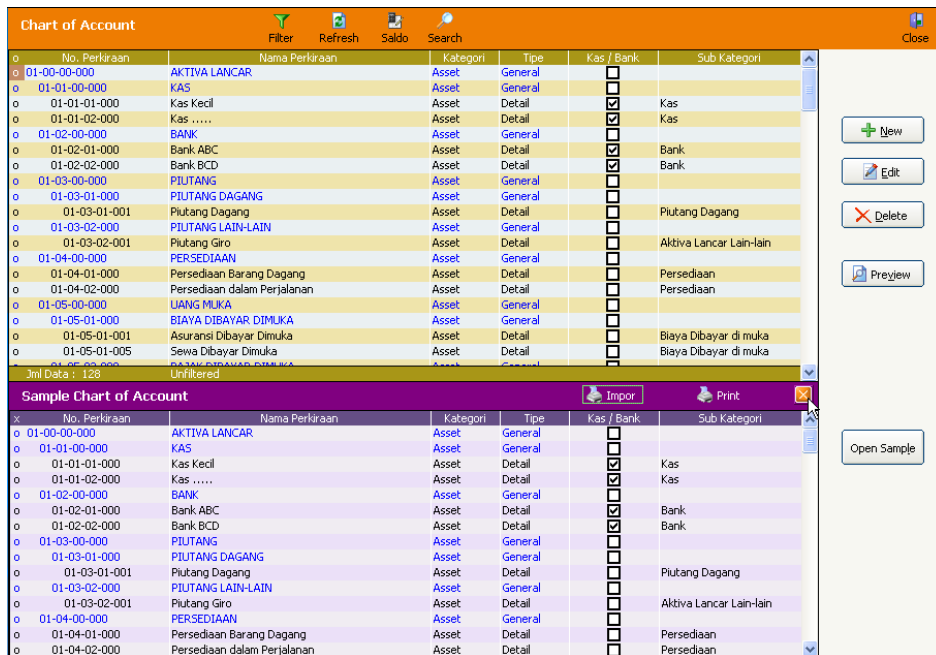 Chart of Account Filter Refresh Saldo Search Close
o No. Perkiraan Nama Perkiraan Kategori Tipe Kas / Bank Sub Kategori
o 01-00-00-000 AKTIVA LANCAR Asset General
o 01-01-00-000 KAS Asset General
o 01-01-01-000 Kas Kecil Asset Detail Kas
o 01-01-02-000 Kas ..... Asset Detail Kas
o 01-02-00-000 BANK Asset General
o 01-02-01-000 Bank ABC Asset Detail Bank
o 01-02-02-000 Bank BCD Asset Detail Bank
o 01-03-00-000 PIUTANG Asset General
o 01-03-01-000 PIUTANG DAGANG Asset General
o 01-03-01-001 Piutang Dagang Asset Detail Piutang Dagang
o 01-03-02-000 PIUTANG LAIN-LAIN Asset General
o 01-03-02-001 Piutang Giro Asset Detail Aktiva Lancar Lain-lain
o 01-04-00-000 PERSEDIAAN Asset General
o 01-04-01-000 Persediaan Barang Dagang Asset Detail Persediaan
o 01-04-02-000 Persediaan dalam Perjalanan Asset Detail Persediaan
o 01-05-00-000 UANG MUKA Asset General
o 01-05-01-000 BIAYA DIBAYAR DIMUKA Asset General
o 01-05-01-001 Asuransi Dibayar Dimuka Asset Detail Biaya Dibayar di muka
o 01-05-01-005 Sewa Dibayar Dimuka Asset Detail Biaya Dibayar di muka
o 01-05-02-000 PAJAK DIBAYAR DIMUKA Asset General
Jml Data : 128 Unfiltered
New
Edit
Delete
Preview
Sample Chart of Account Impor Print
x No. Perkiraan Nama Perkiraan Kategori Tipe Kas / Bank Sub Kategori
o 01-00-00-000 AKTIVA LANCAR Asset General
o 01-01-00-000 KAS Asset General
o 01-01-01-000 Kas Kecil Asset Detail Kas
o 01-01-02-000 Kas ..... Asset Detail Kas
o 01-02-00-000 BANK Asset General
o 01-02-01-000 Bank ABC Asset Detail Bank
o 01-02-02-000 Bank BCD Asset Detail Bank
o 01-03-00-000 PIUTANG Asset General
o 01-03-01-000 PIUTANG DAGANG Asset General
o 01-03-01-001 Piutang Dagang Asset Detail Piutang Dagang
o 01-03-02-000 PIUTANG LAIN-LAIN Asset General
o 01-03-02-001 Piutang Giro Asset Detail Aktiva Lancar Lain-lain
o 01-04-00-000 PERSEDIAAN Asset General
o 01-04-01-000 Persediaan Barang Dagang Asset Detail Persediaan
o 01-04-02-000 Persediaan dalam Perjalanan Asset Detail Persediaan
Open Sample